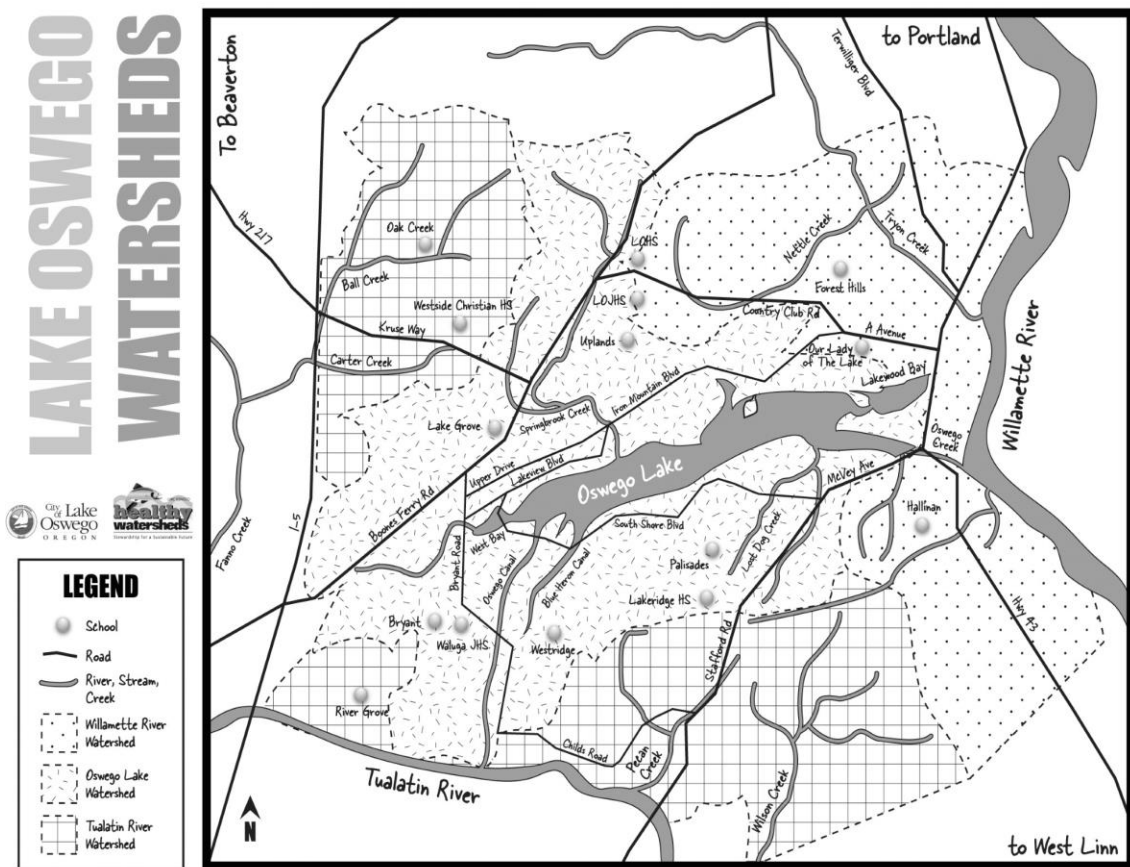 LAKE OSWEGO
WATERSHEDS
City of Lake
Oswego
OREGON
healthy
watersheds
Stewardship for a Sustainable Future
LEGEND
School
Road
River, Stream,
Creek
Willamette River
Watershed
Oswego Lake
Watershed
Tualatin River
Watershed
To Beaverton
to Portland
Terwilliger Blvd
Hwy 217
Oak Creek
Ball Creek
Westside Christian HS
Kruse Way
Carter Creek
LOHS
LOJHS
Uplands
Nettle Creek
Tryon Creek
Forest Hills
Country Club Rd
A Avenue
Our Lady
of The Lake
Lakewood Bay
Willamette River
Iron Mountain Blvd
Springbrook Creek
Lake Grove
Upper Drive
Lakeview Blvd
Oswego Lake
Oswego
Creek
McVey Ave
Boones Ferry Rd
I-5
Fanno Creek
West Bay
Bryant Road
Oswego Canal
Blue Heron Canal
South Shore Blvd
Lost Dog Creek
Hallinan
Palisades
Lakeridge HS
Bryant
Waluga JHS
Westridge
Stafford Rd
Hwy 43
River Grove
Childs Road
Pecan
Creek
Wilson Creek
Tualatin River
N
to West Linn